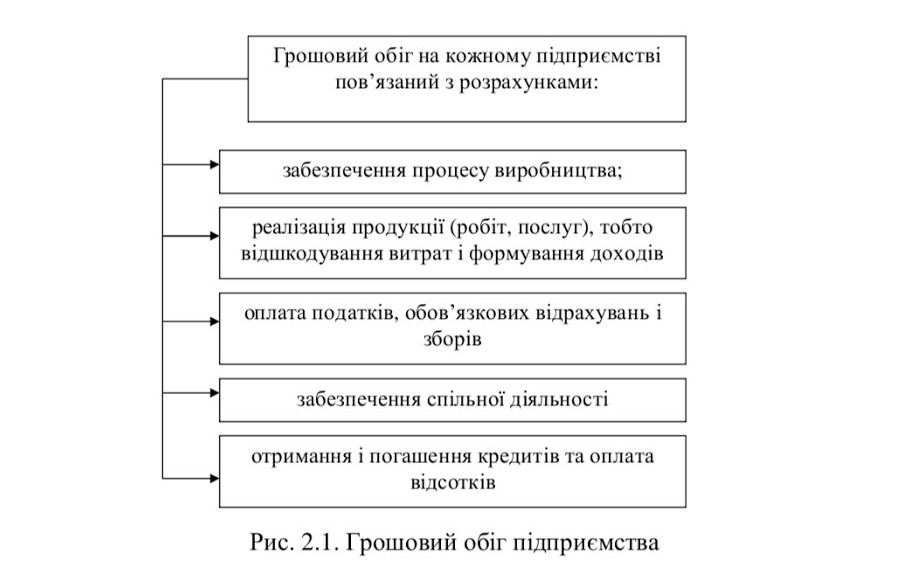 Грошовий обіг на кожному підприємстві
пов’язаний з розрахунками:
забезпечення процесу виробництва;
реалізація продукції (робіт, послуг), тобто
відшкодування витрат і формування доходів
оплата податків, обов’язкових відрахувань і
зборів
забезпечення спільної діяльності
отримання і погашення кредитів та оплата
відсотків
Рис. 2.1. Грошовий обіг підприємства